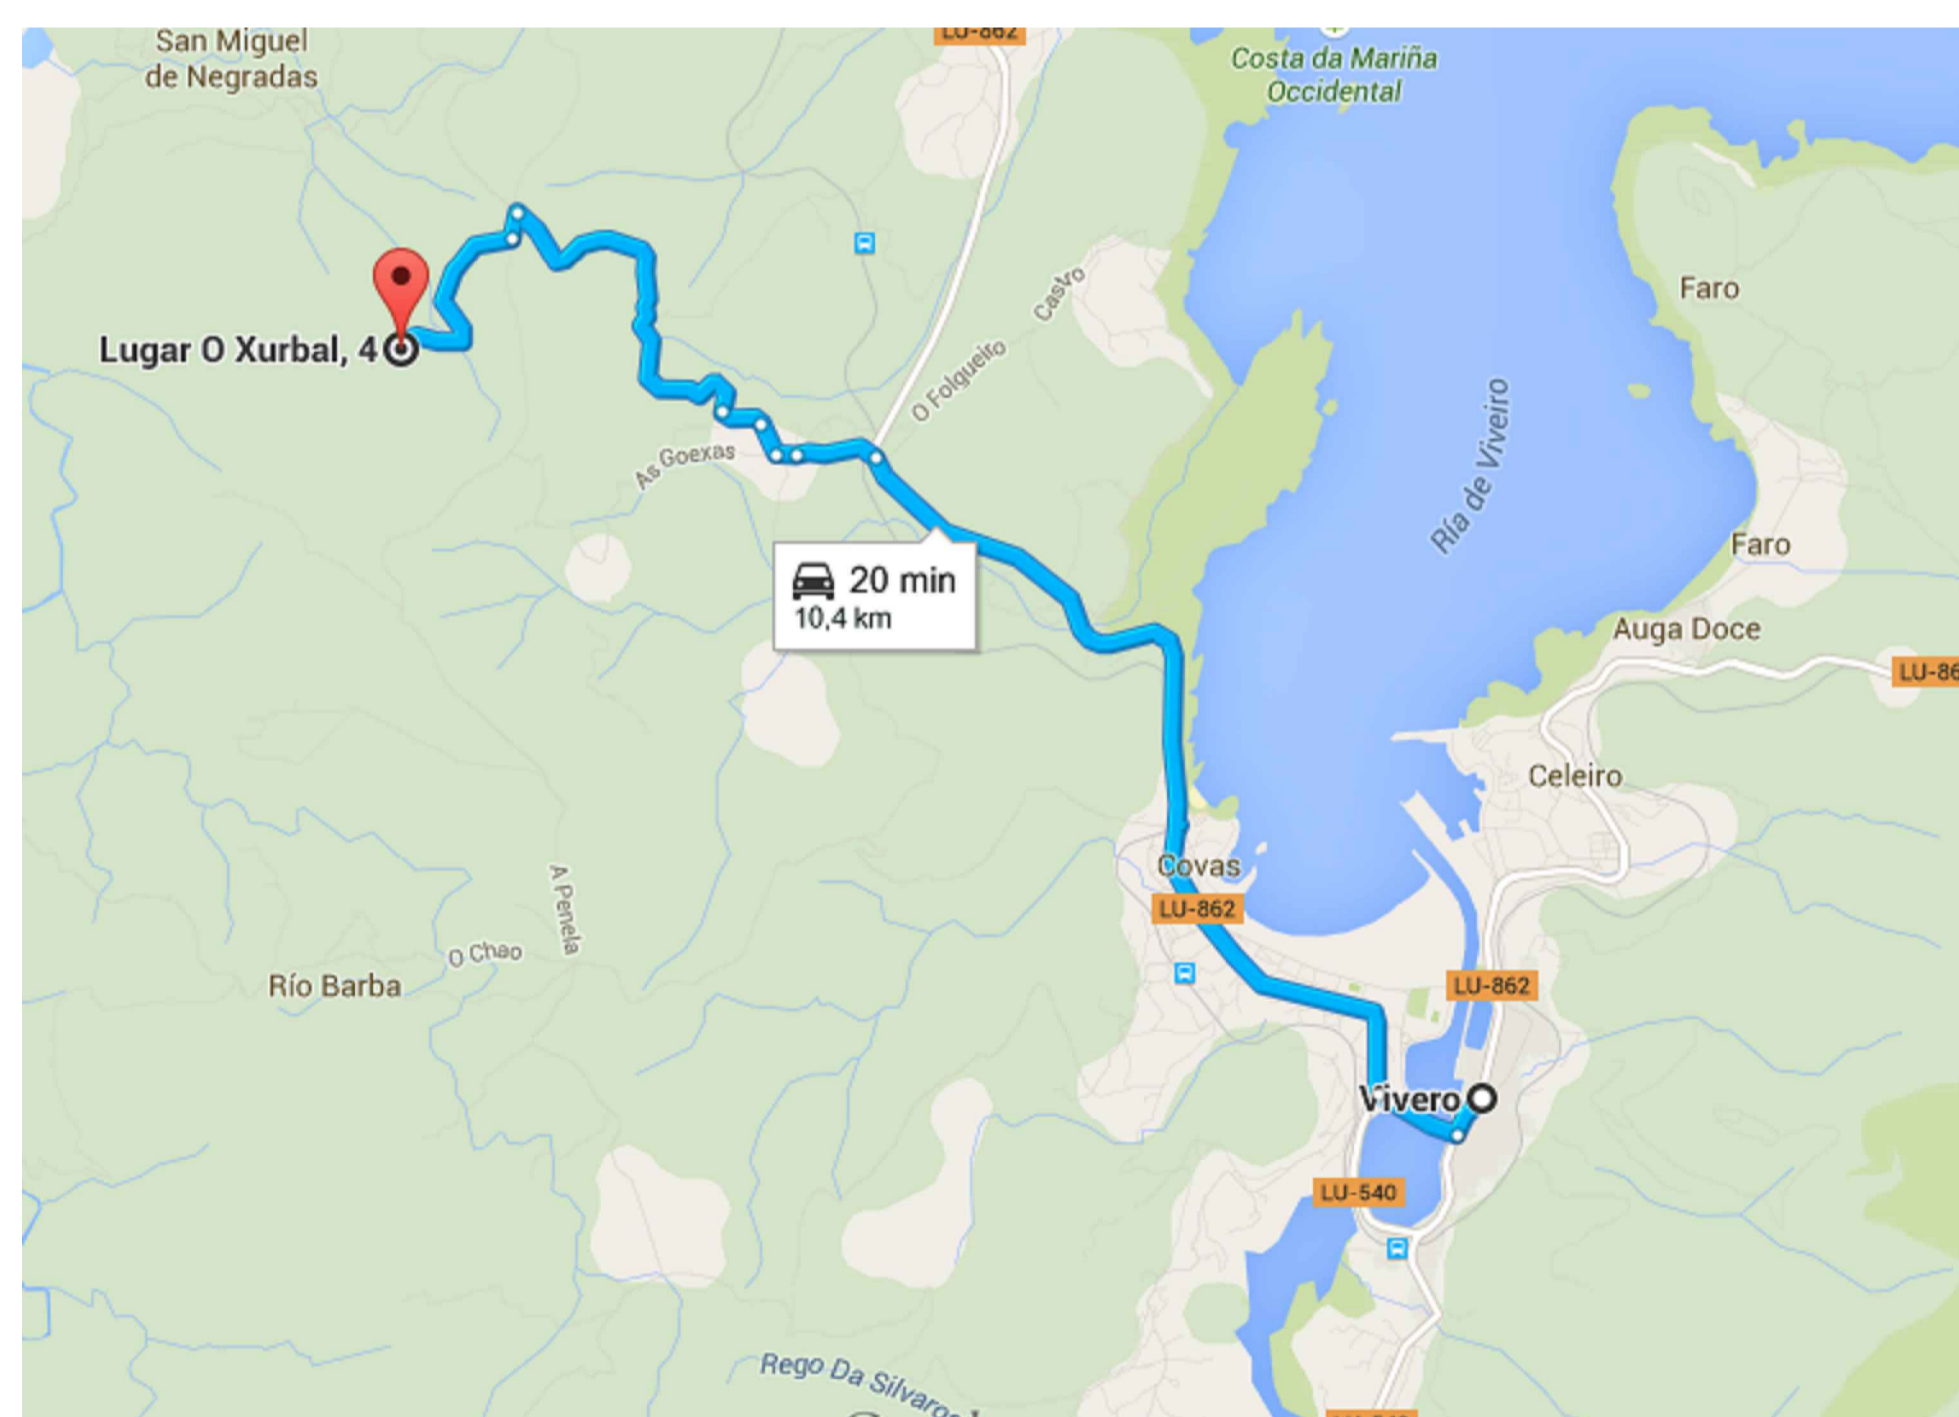 LU-862
San Miguel
de Negradas
Costa da Mariña
Occidental
Faro
Castro
Lugar O Xurbal, 4
O Folgueiro
Ría de Viveiro
As Goexas
Faro
20 min
10,4 km
Auga Doce
LU-86
Celeiro
Covas
LU-862
A Penela
O Chao
Río Barba
LU-862
Vivero
LU-540
Rego Da Silvaros